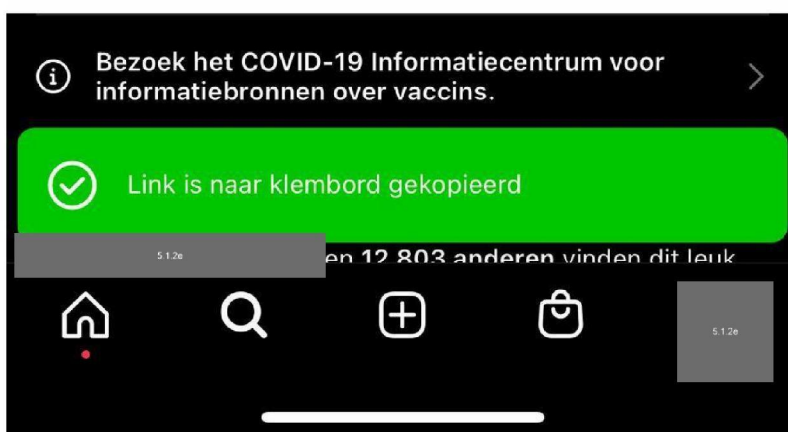 Bezoek het COVID-19 Informatiecentrum voor
informatiebronnen over vaccins.
Link is naar klembord gekopieerd
5.1.2e
en 12.803 anderen vinden dit leuk
5.1.2e